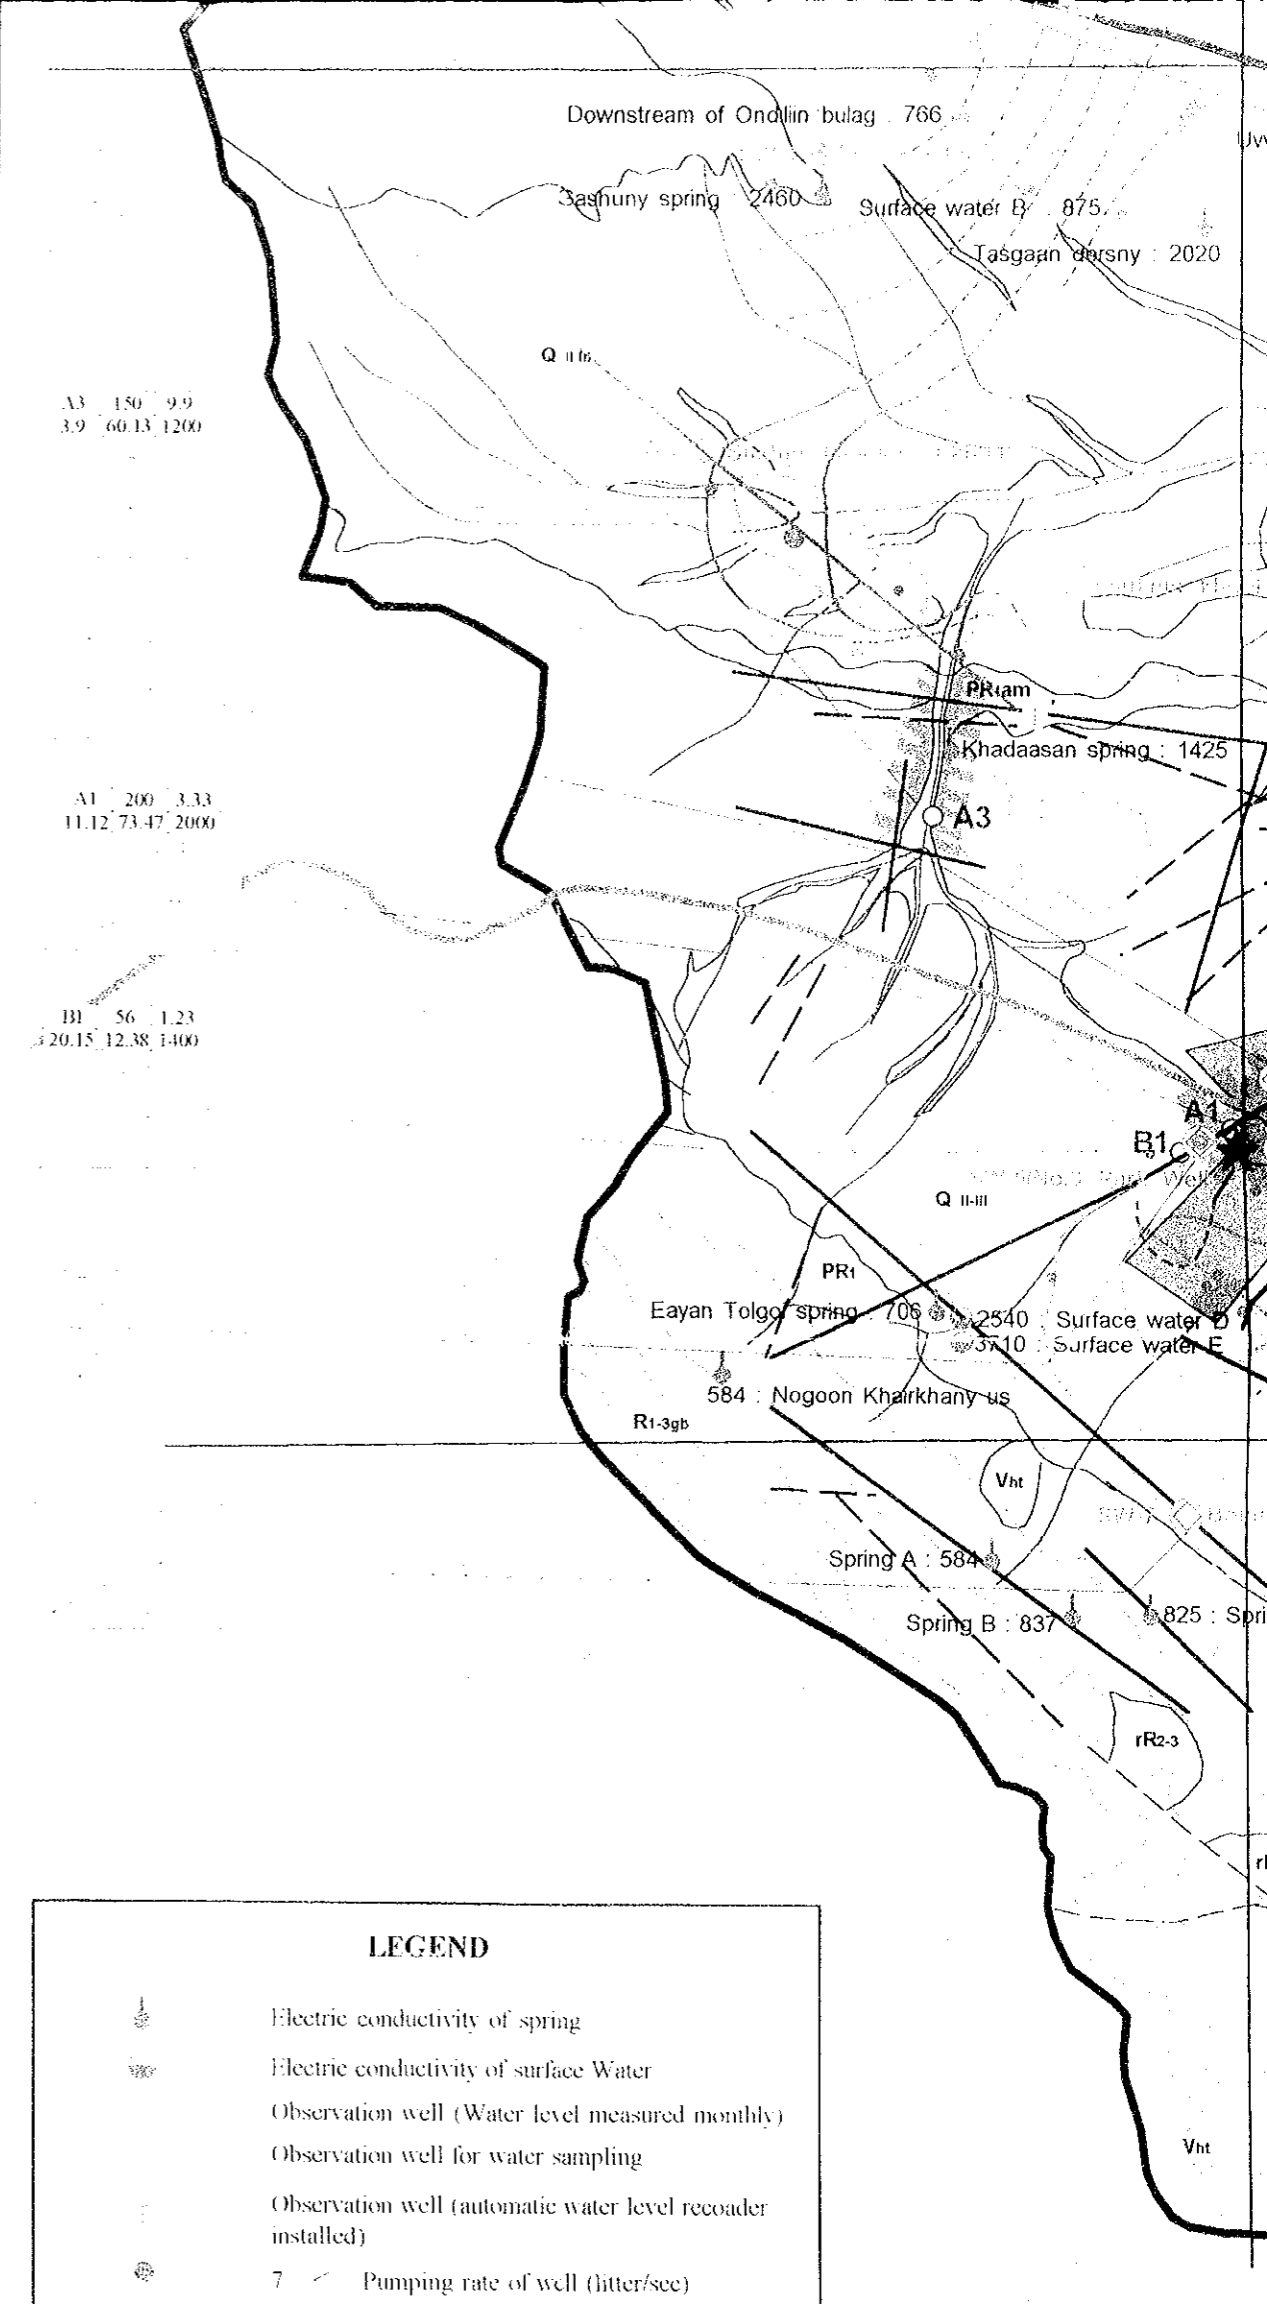 Downstream of Ondiliin bulag : 766
Sashuny spring : 2460
Surface water B : 875
Tasgaan dorsny : 2020
Q II
A3 150 9.9
3.9 60.13 1200
PR1am
Khadaasan spring : 1425
A1 200 3.33
11.12 73.47 2000
A3
B1 56 1.23
20.15 12.38 1400
A1
B1
Q II-III
PR1
Eayan Tolgoi spring : 706
2540 : Surface water D
3710 : Surface water E
584 : Nogoon Khairkhany us
R1-3gb
Vht
Spring A : 584
Spring B : 837
825 : Spri
rR2-3
LEGEND
Electric conductivity of spring
Electric conductivity of surface Water
Observation well (Water level measured monthly)
Observation well for water sampling
Observation well (automatic water level recoader
installed)
Vht
7 Pumping rate of well (litter/sec)